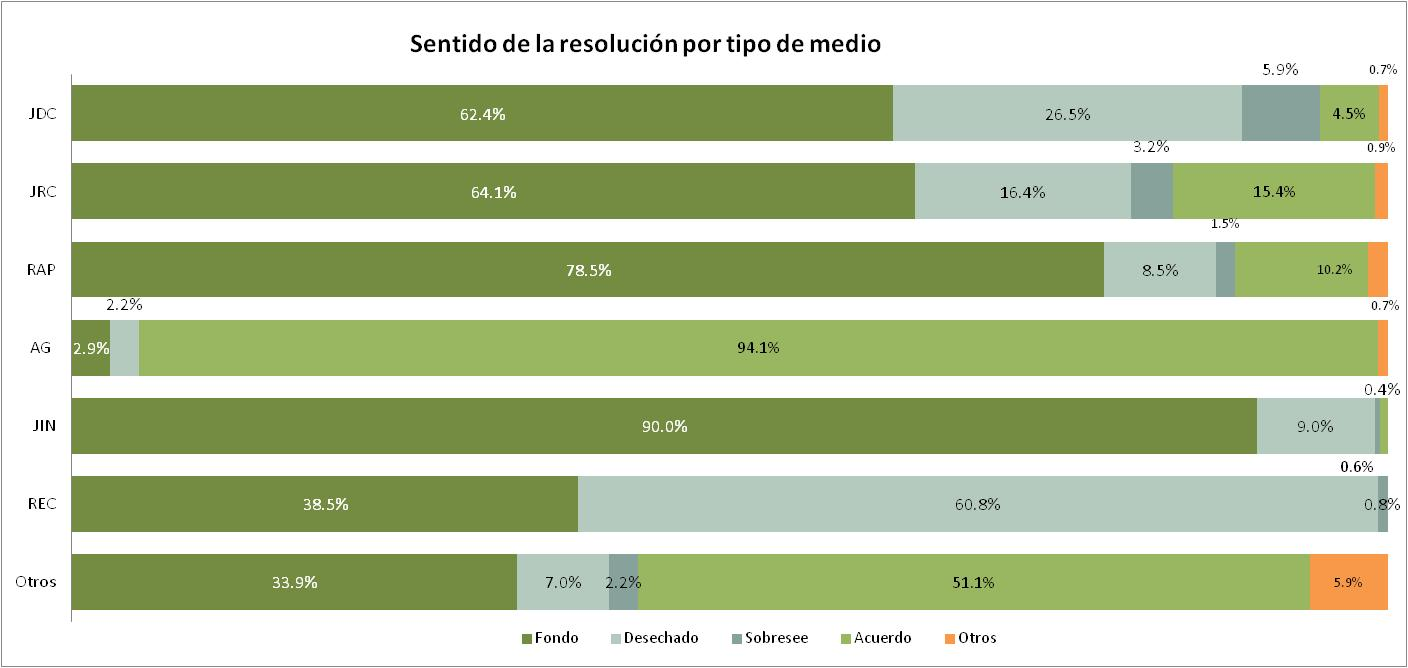 Sentido de la resolución por tipo de medio
5.9% 0.7%
JDC 62.4% 26.5% 4.5%
3.2% 0.9%
JRC 64.1% 16.4% 15.4%
1.5%
RAP 78.5% 8.5% 10.2%
2.2% 0.7%
AG 2.9% 94.1%
0.4%
JIN 90.0% 9.0%
0.6%
REC 38.5% 60.8% 0.8%
Otros 33.9% 7.0% 2.2% 51.1% 5.9%
Fondo Desechado Sobresee Acuerdo Otros